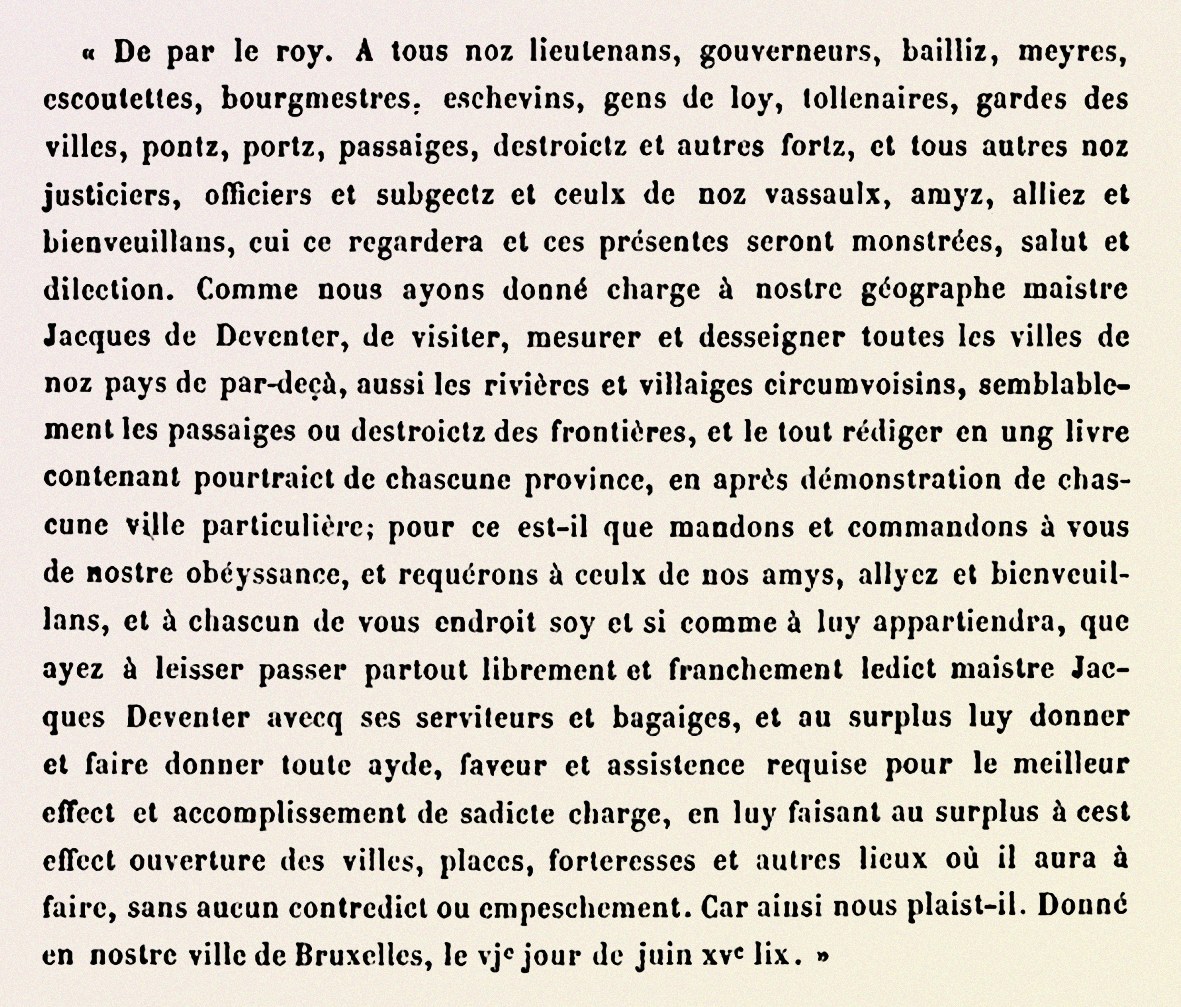 « De par le roy. A tous noz lieutenans, gouverneurs, bailliz, meyres,
escoutettes, bourgmestres, eschevins, gens de loy, tollenaires, gardes des
villes, pontz, portz, passaiges, destroictz et autres fortz, et tous autres noz
justiciers, officiers et subgectz et ceulx de noz vassaulx, amyz, alliez et
bienveuillans, cui ce regardera et ces présentes seront monstrées, salut et
dilection. Comme nous ayons donné charge à nostre géographe maistre
Jacques de Deventer, de visiter, mesurer et desseigner toutes les villes de
noz pays de par-deçà, aussi les rivières et villaiges circumvoisins, semblable-
ment les passaiges ou destroictz des frontières, et le tout rédiger en ung livre
contenant pourtraict de chascune province, en après démonstration de chas-
cune ville particulière; pour ce est-il que mandons et commandons à vous
de nostre obéyssance, et requérons à ceulx de nos amys, allyez et bienveuil-
lans, et à chascun de vous endroit soy et si comme à luy appartiendra, que
ayez à leisser passer partout librement et franchement ledict maistre Jac-
ques Deventer avecq ses serviteurs et bagaiges, et au surplus luy donner
et faire donner toute ayde, faveur et assistence requise pour le meilleur
effect et accomplissement de sadicte charge, en luy faisant au surplus à cest
effect ouverture des villes, places, forteresses et autres lieux où il aura à
faire, sans aucun contredict ou empeschement. Car ainsi nous plaist-il. Donné
en nostre ville de Bruxelles, le vjᵉ jour de juin xvᵉ lix. »